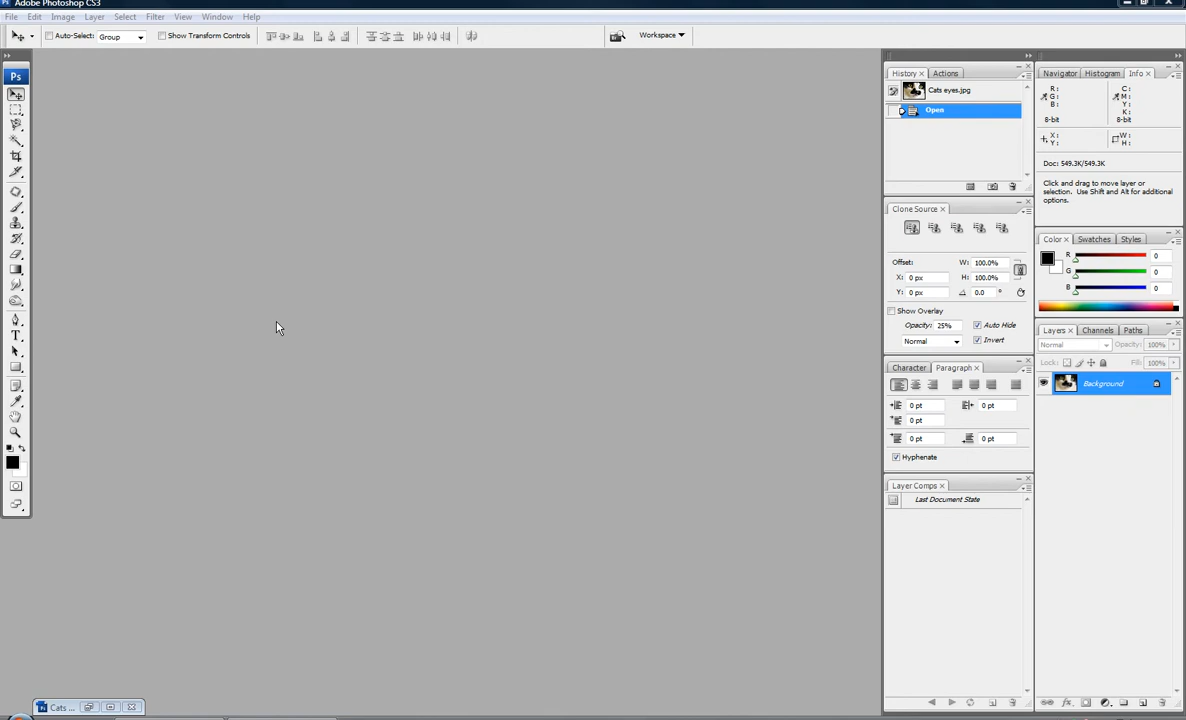 Adobe Photoshop CS3
File Edit Image Layer Select Filter View Window Help
Auto-Select: Group Show Transform Controls Workspace
Ps
History Actions
Cats eyes.jpg
Open
Navigator Histogram Info
R: C:
G: M:
B: Y:
K:
8-bit 8-bit
X: W:
Y: H:
Doc: 549.3K/549.3K
Click and drag to move layer or
selection. Use Shift and Alt for additional
options.
Clone Source
Offset: W: 100.0%
X: 0 px H: 100.0%
Y: 0 px 0.0 °
Show Overlay
Opacity: 25% Auto Hide
Normal Invert
Color Swatches Styles
R 0
G 0
B 0
Layers Channels Paths
Normal Opacity: 100%
Lock: Fill: 100%
Background
Character Paragraph
0 pt 0 pt
0 pt
0 pt 0 pt
Hyphenate
Layer Comps
Last Document State
T
Cats ...